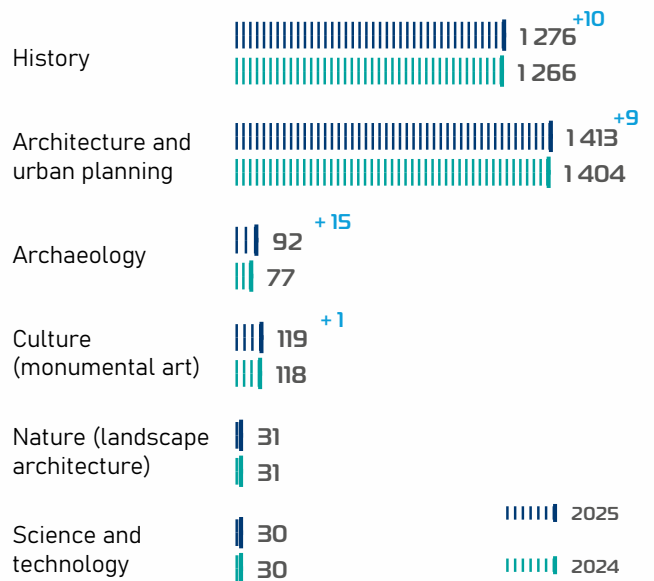 +10
1 276
History
1 266
+9
1 413
Architecture and
urban planning
1 404
+ 15
92
Archaeology
77
+ 1
119
Culture
(monumental art)
118
31
Nature (landscape
architecture)
31
2025
30
Science and
technology
30
2024